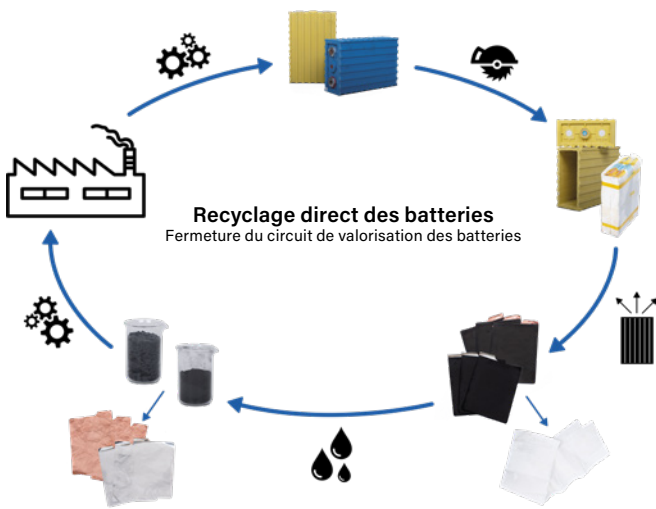 Recyclage direct des batteries
Fermeture du circuit de valorisation des batteries